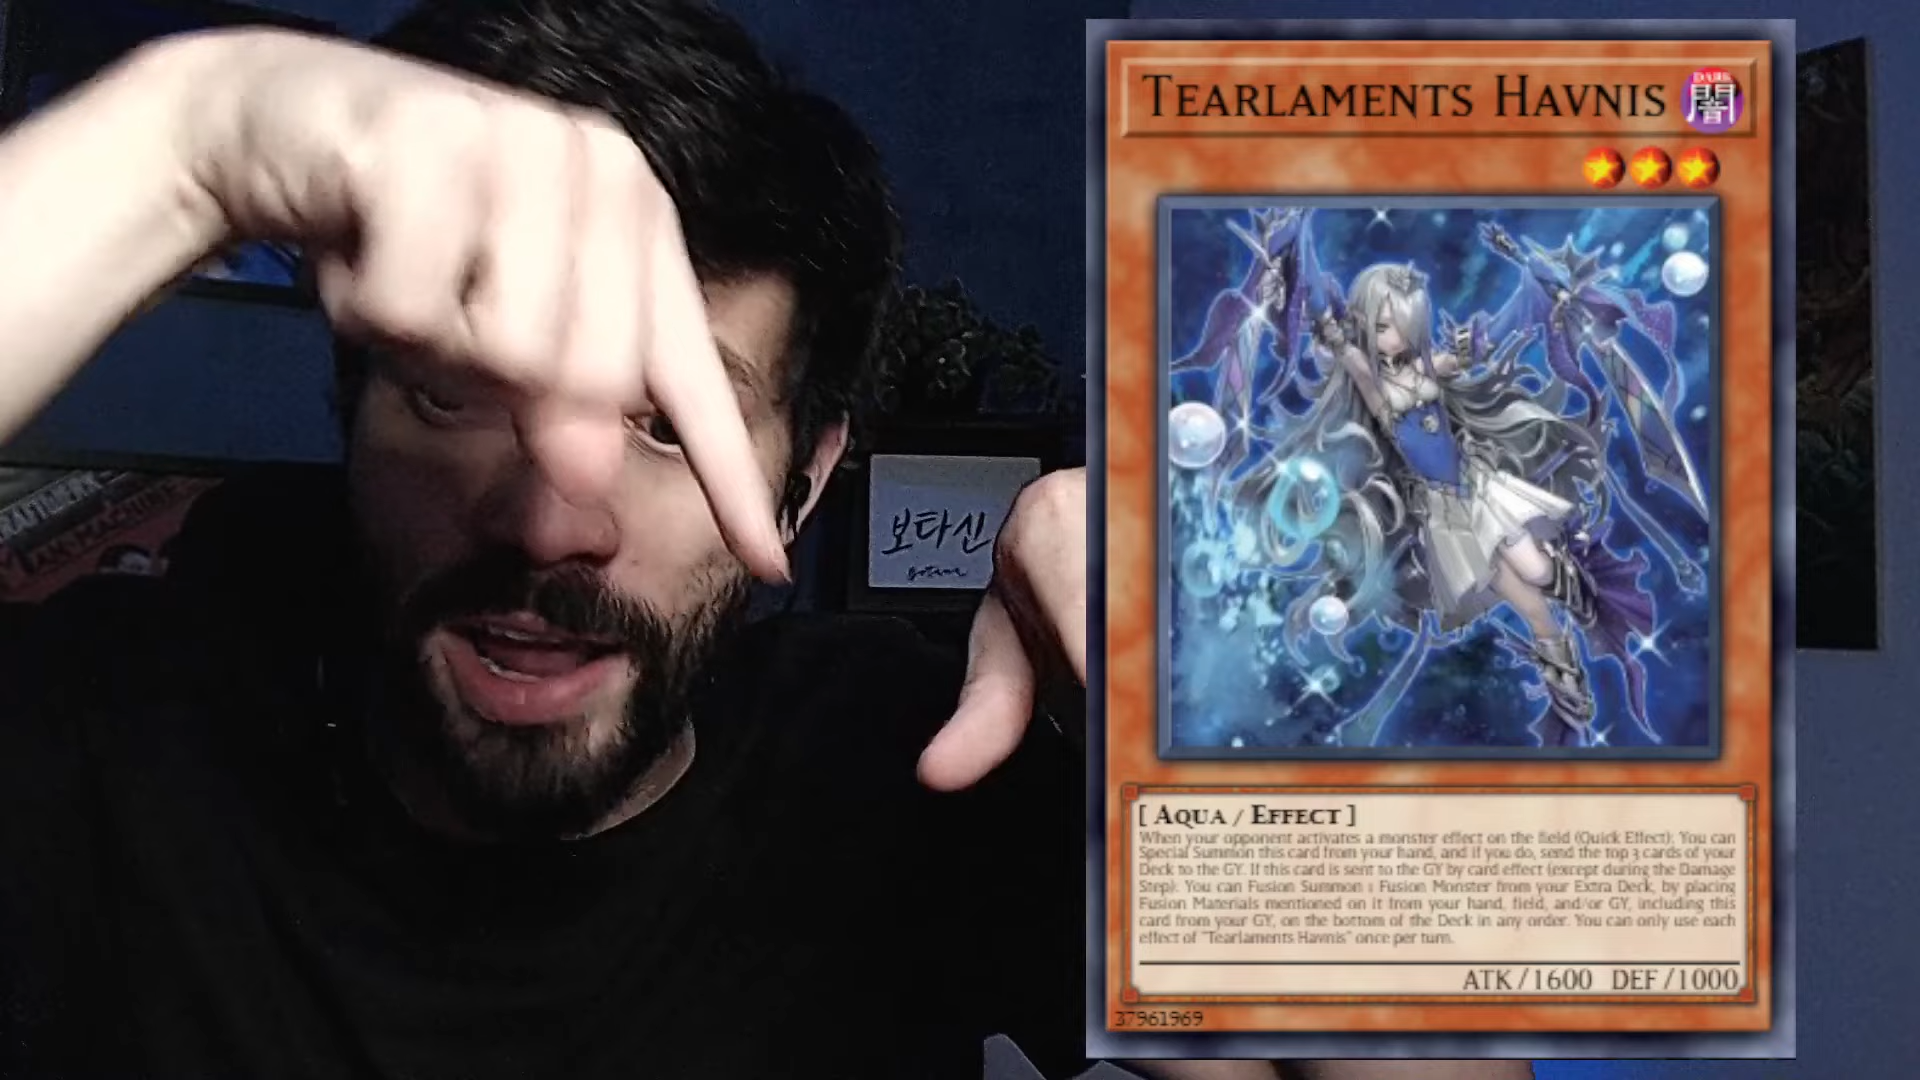 MAN-MACHINE
보타신
TEARLAMENTS HAVNIS
DARK
闇
[ AQUA / EFFECT ]
When your opponent activates a monster effect on the field (Quick Effect): You can
Special Summon this card from your hand, and if you do, send the top 3 cards of your
Deck to the GY. If this card is sent to the GY by card effect (except during the Damage
Step): You can Fusion Summon 1 Fusion Monster from your Extra Deck, by placing
Fusion Materials mentioned on it from your hand, field, and/or GY, including this
card from your GY, on the bottom of the Deck in any order. You can only use each
effect of "Tearlaments Havnis" once per turn.
ATK/1600 DEF/1000
37961969